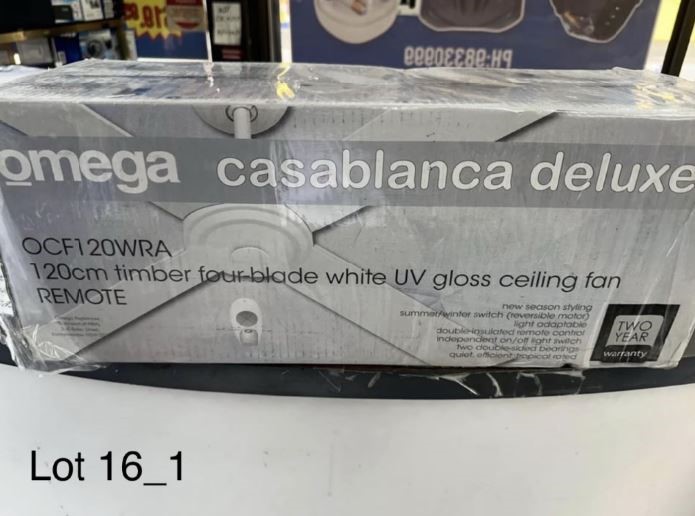 PH:98330999
omega casablanca deluxe
OCF120WRA
120cm timber four-blade white UV gloss ceiling fan
REMOTE
new season styling
summer/winter switch (reversible motor)
light adaptable
double-insulated remote control
independent on/off light switch
two double-sided bearings
quiet, efficient, tropical rated
TWO
YEAR
warranty
Lot 16_1